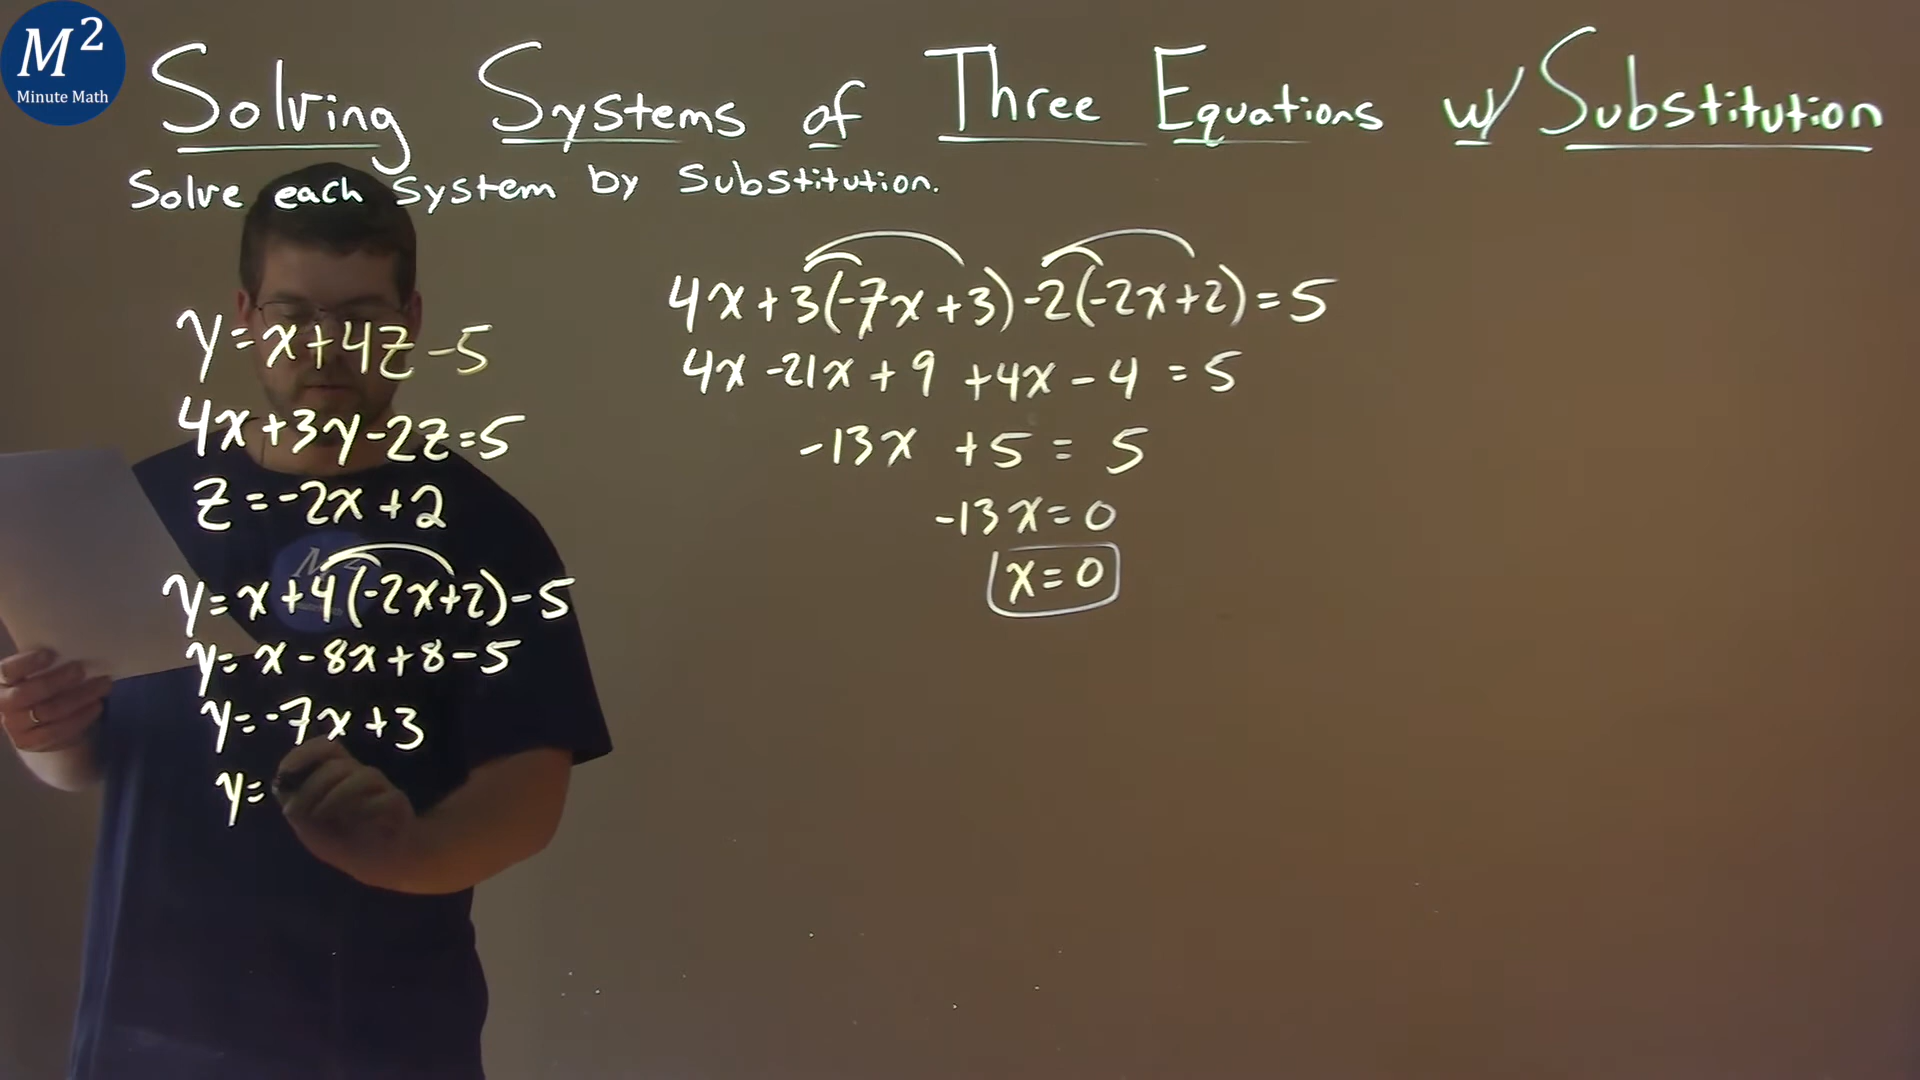 M²
Minute Math
Solving Systems of Three Equations w/ Substitution
Solve each system by substitution.
y=x+4z-5
4x+3y-2z=5
z=-2x+2
y=x+4(-2x+2)-5
y=x-8x+8-5
y=-7x+3
y=
4x+3(-7x+3)-2(-2x+2)=5
4x-21x+9+4x-4=5
-13x+5=5
-13x=0
x=0
M²